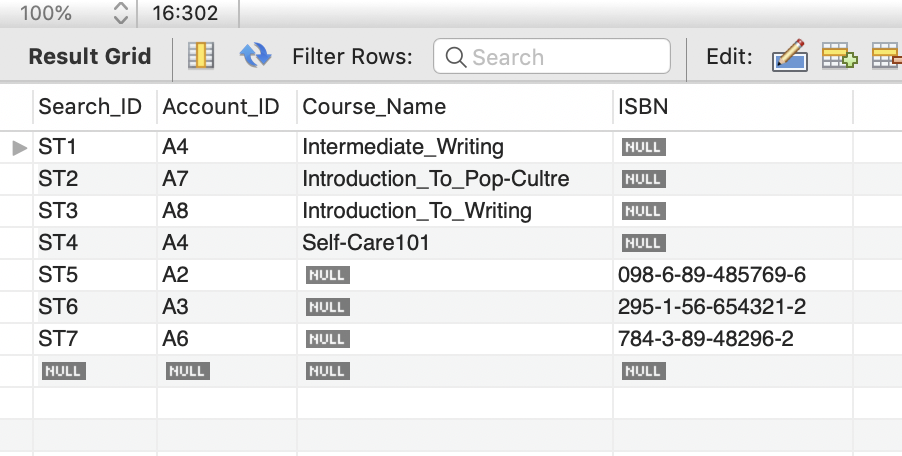 100% 16:302
Result Grid Filter Rows: Search Edit:
Search_ID Account_ID Course_Name ISBN
ST1 A4 Intermediate_Writing NULL
ST2 A7 Introduction_To_Pop-Cultre NULL
ST3 A8 Introduction_To_Writing NULL
ST4 A4 Self-Care101 NULL
ST5 A2 NULL 098-6-89-485769-6
ST6 A3 NULL 295-1-56-654321-2
ST7 A6 NULL 784-3-89-48296-2
NULL NULL NULL NULL